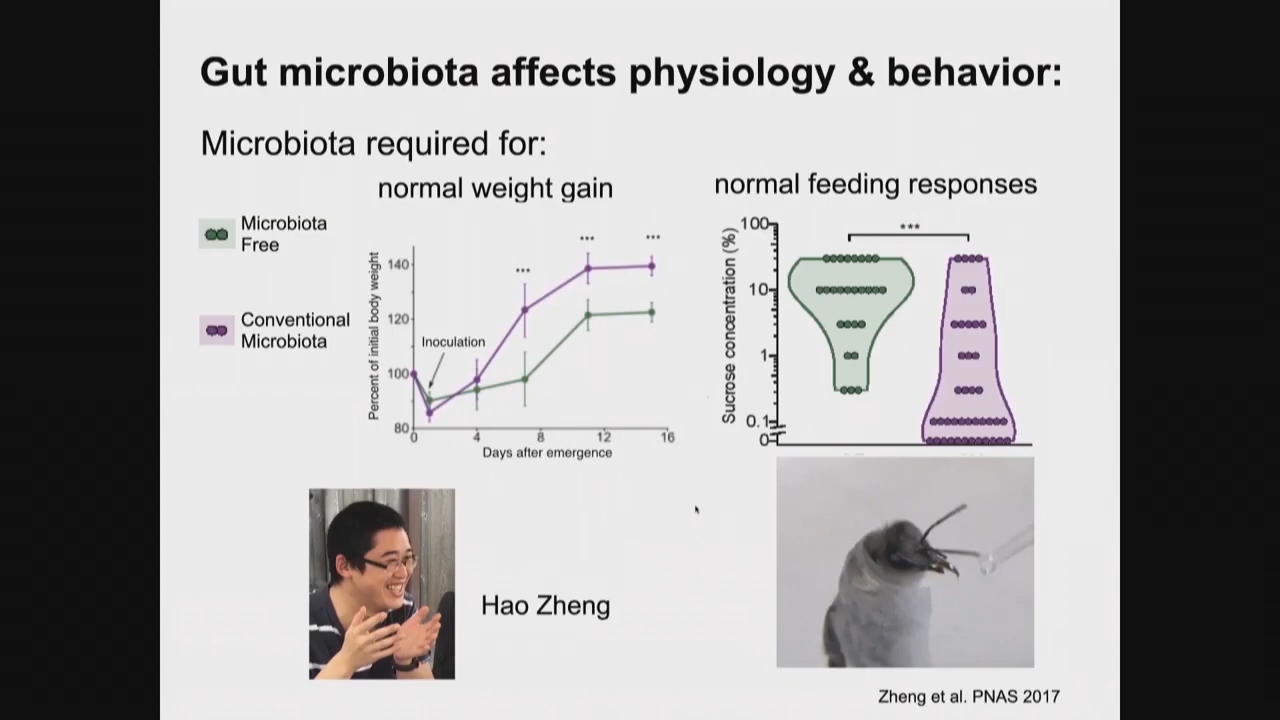 Gut microbiota affects physiology & behavior:
Microbiota required for:
normal weight gain
normal feeding responses
Microbiota
Free
Conventional
Microbiota
Percent of initial body weight
140
120
100
80
***
***
***
Inoculation
0 4 8 12 16
Days after emergence
Sucrose concentration (%)
100
10
1
0.1
0
***
Hao Zheng
Zheng et al. PNAS 2017